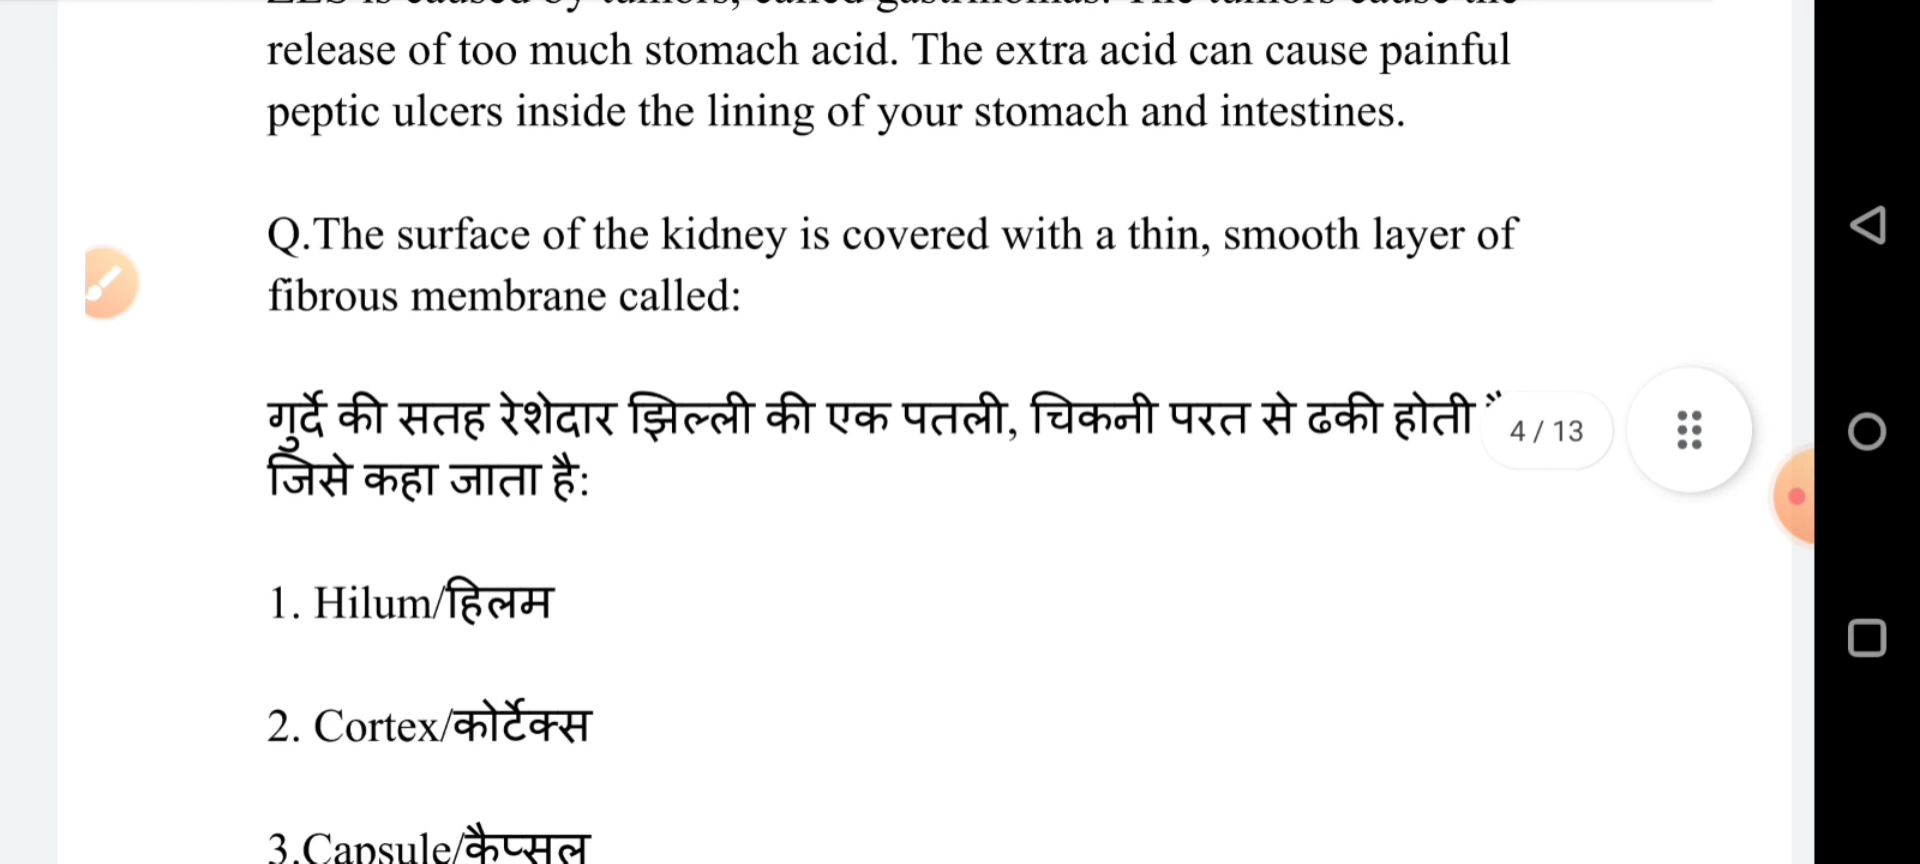 release of too much stomach acid. The extra acid can cause painful
peptic ulcers inside the lining of your stomach and intestines.
Q.The surface of the kidney is covered with a thin, smooth layer of
fibrous membrane called:
गुर्दे की सतह रेशेदार झिल्ली की एक पतली, चिकनी परत से ढकी होती
4 / 13
जिसे कहा जाता है:
1. Hilum/हिलम
2. Cortex/कोर्टेक्स
3.Capsule/कैप्सूल